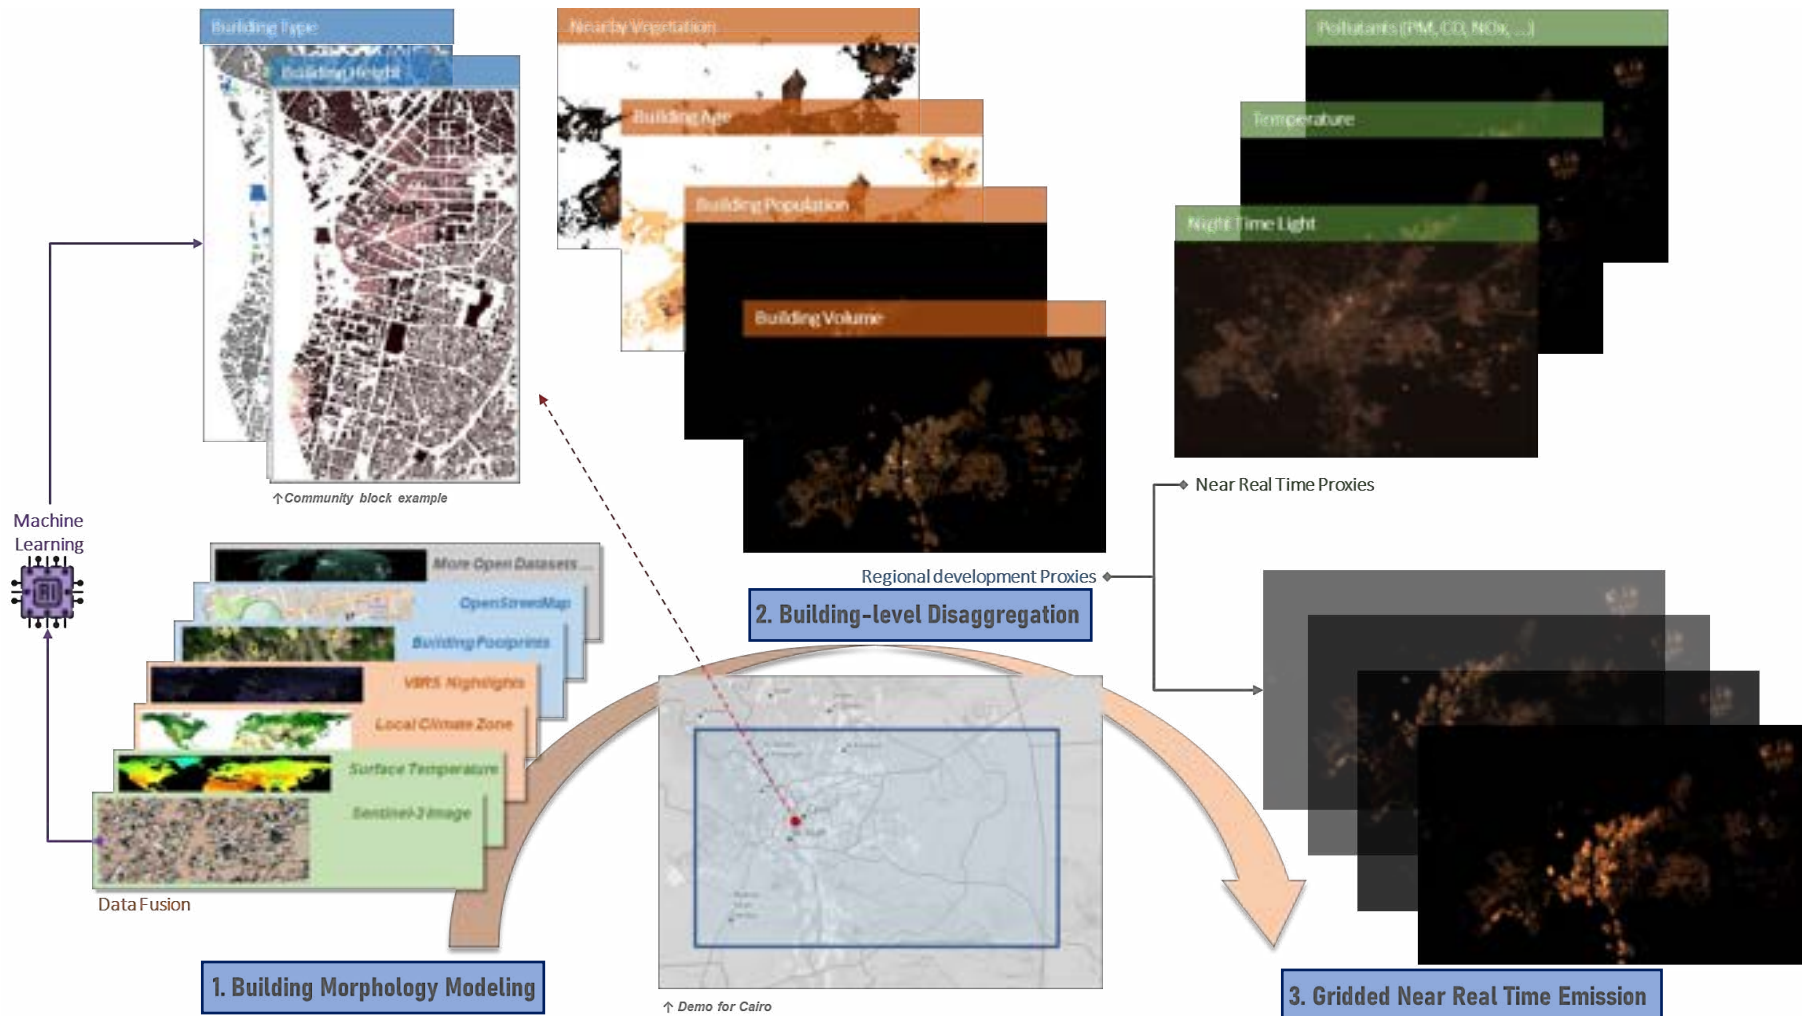 Building Type
Building Height
↑Community block example
Nearby Vegetation
Building Age
Building Population
Building Volume
Pollutants (PM, CO, NOx, ...)
Temperature
Night Time Light
Near Real Time Proxies
Regional development Proxies
2. Building-level Disaggregation
Machine
Learning
More Open Datasets ...
OpenStreetMap
Building Footprints
VIIRS Nightlights
Local Climate Zone
Surface Temperature
Sentinel-2 Image
Data Fusion
1. Building Morphology Modeling
↑ Demo for Cairo
3. Gridded Near Real Time Emission